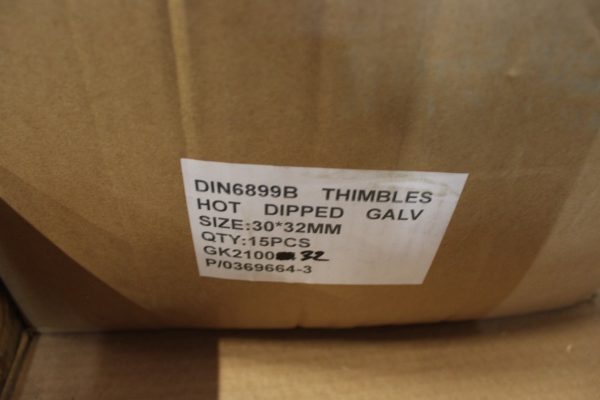 DIN6899B THIMBLES
HOT DIPPED GALV
SIZE:30*32MM
QTY:15PCS
GK2100 32
P/0369664-3